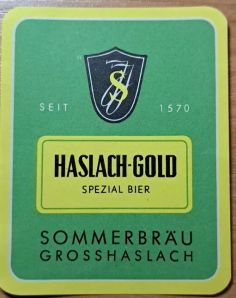 S
SEIT 1570
HASLACH-GOLD
SPEZIAL BIER
SOMMERBRÄU
GROSSHASLACH